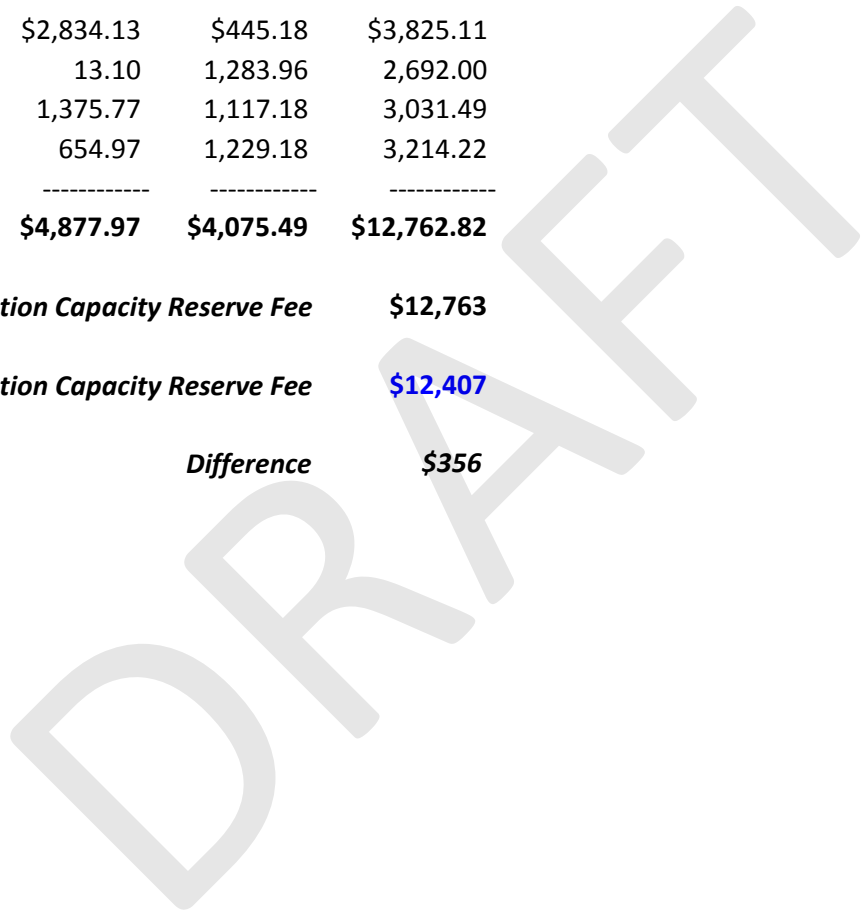 $2,834.13 $445.18 $3,825.11
13.10 1,283.96 2,692.00
1,375.77 1,117.18 3,031.49
654.97 1,229.18 3,214.22
------------ ------------ ------------
$4,877.97 $4,075.49 $12,762.82
tion Capacity Reserve Fee $12,763
tion Capacity Reserve Fee $12,407
Difference $356
DRAFT